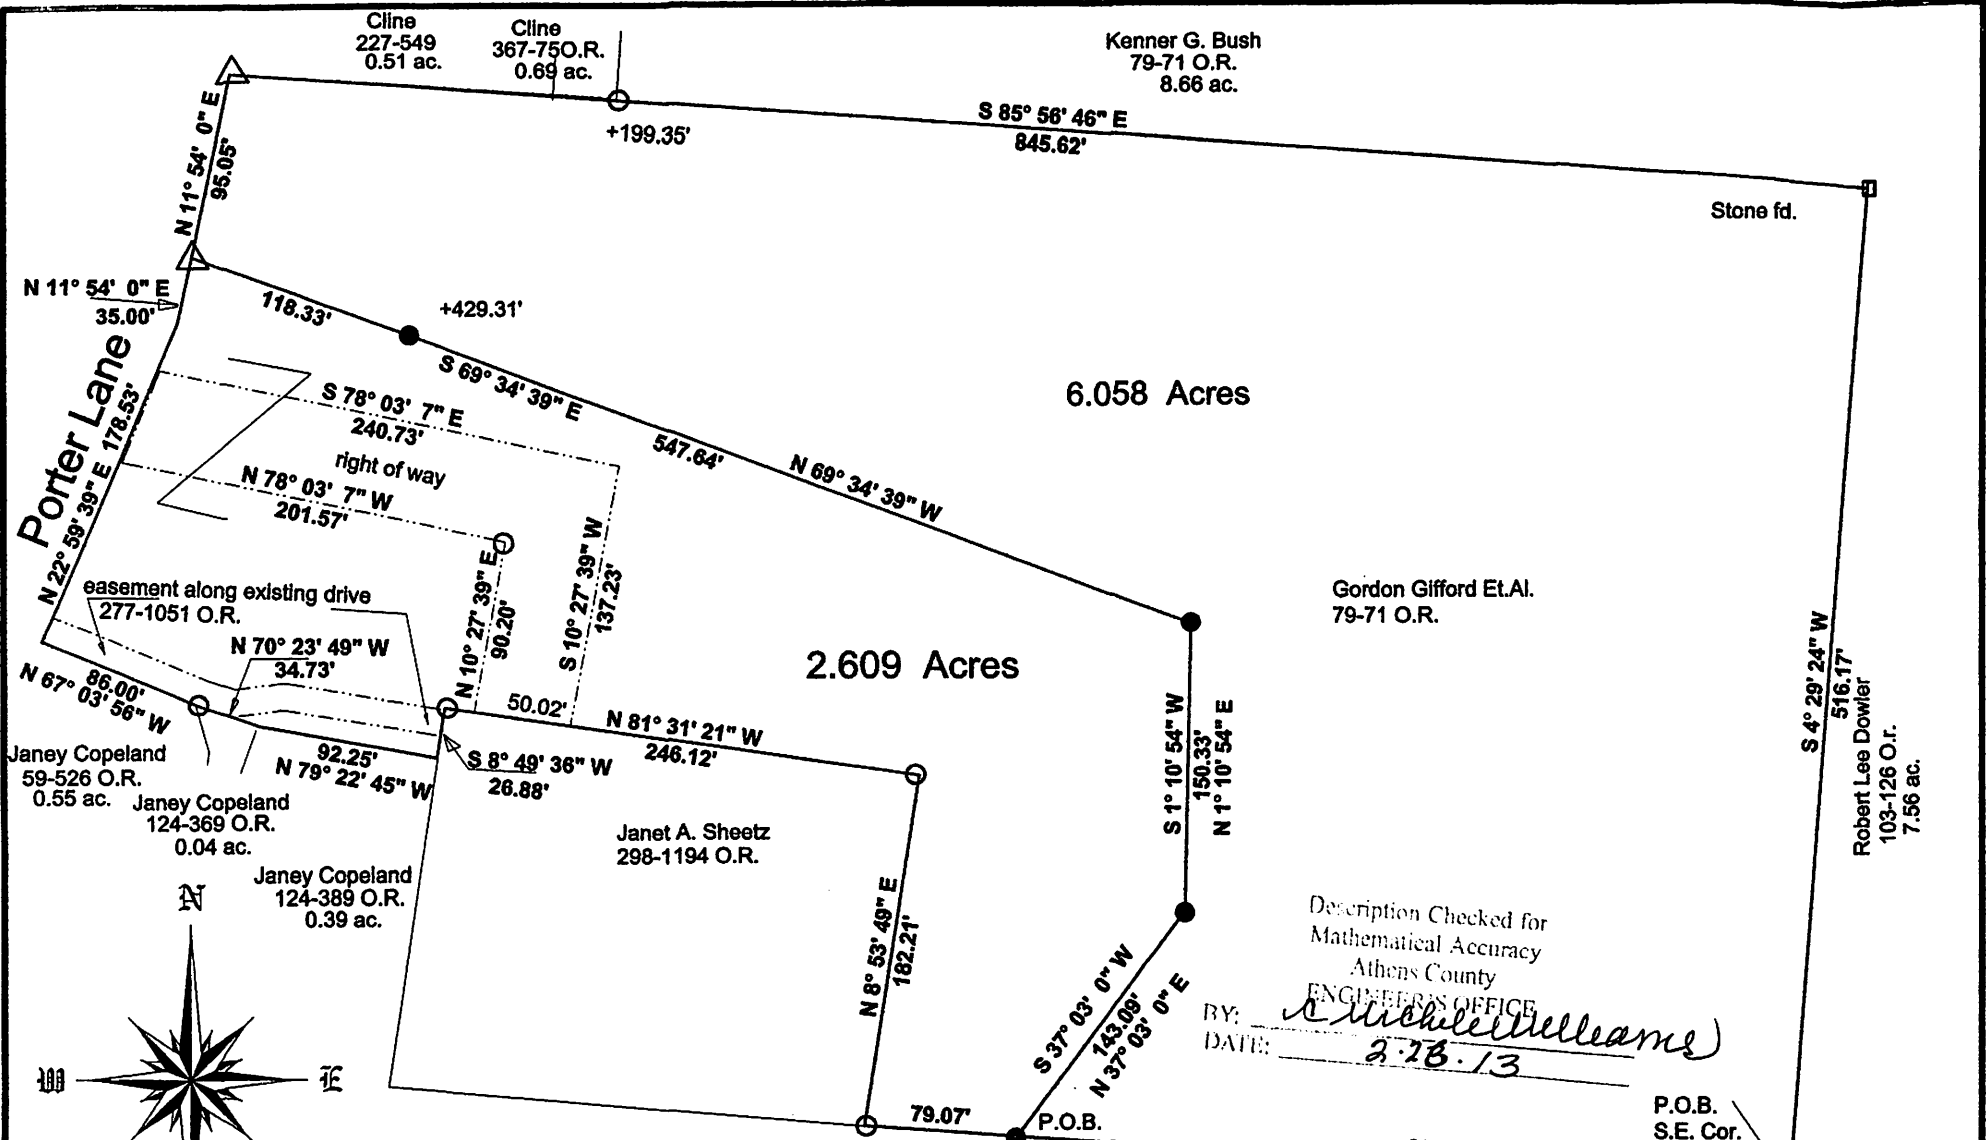 Cline
227-549
0.51 ac.
Cline
367-75O.R.
0.69 ac.
Kenner G. Bush
79-71 O.R.
8.66 ac.
+199.35'
S 85° 56' 46" E
845.62'
Stone fd.
N 11° 54' 0" E
95.05'
N 11° 54' 0" E
35.00'
118.33'
+429.31'
S 69° 34' 39" E
547.64'
N 69° 34' 39" W
6.058 Acres
Porter Lane
N 22° 59' 39" E 178.53'
S 78° 03' 7" E
240.73'
right of way
N 78° 03' 7" W
201.57'
N 10° 27' 39" E
90.20'
S 10° 27' 39" W
137.23'
easement along existing drive
277-1051 O.R.
N 70° 23' 49" W
34.73'
86.00'
N 67° 03' 56" W
2.609 Acres
Gordon Gifford Et.Al.
79-71 O.R.
S 4° 29' 24" W
516.17'
Robert Lee Dowler
103-126 O.r.
7.56 ac.
50.02'
N 81° 31' 21" W
246.12'
S 8° 49' 36" W
26.88'
92.25'
N 79° 22' 45" W
S 1° 10' 54" W
150.33'
N 1° 10' 54" E
Janey Copeland
59-526 O.R.
0.55 ac.
Janey Copeland
124-369 O.R.
0.04 ac.
Janey Copeland
124-389 O.R.
0.39 ac.
Janet A. Sheetz
298-1194 O.R.
N 8° 53' 49" E
182.21'
S 37° 03' 0" W
143.09'
N 37° 03' 0" E
Description Checked for
Mathematical Accuracy
Athens County
ENGINEER'S OFFICE
BY: C Michele Williams
DATE: 2.28.13
N
W
E
79.07'
P.O.B.
P.O.B.
S.E. Cor.